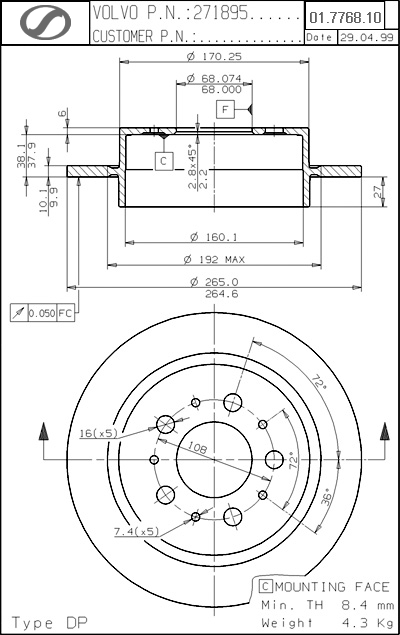 VOLVO P.N.:271895......
CUSTOMER P.N.:...............
01.7768.10
Date 29.04.99
Ø 170.25
Ø 68.074
68.000
F
6
38.1
37.9
C
2.8x45°
2.2
10.1
9.9
27
Ø 160.1
Ø 192 MAX
Ø 265.0
264.6
0.050 FC
72°
16(x5)
108
72°
36°
7.4(x5)
C MOUNTING FACE
Min. TH 8.4 mm
Type DP
Weight 4.3 Kg